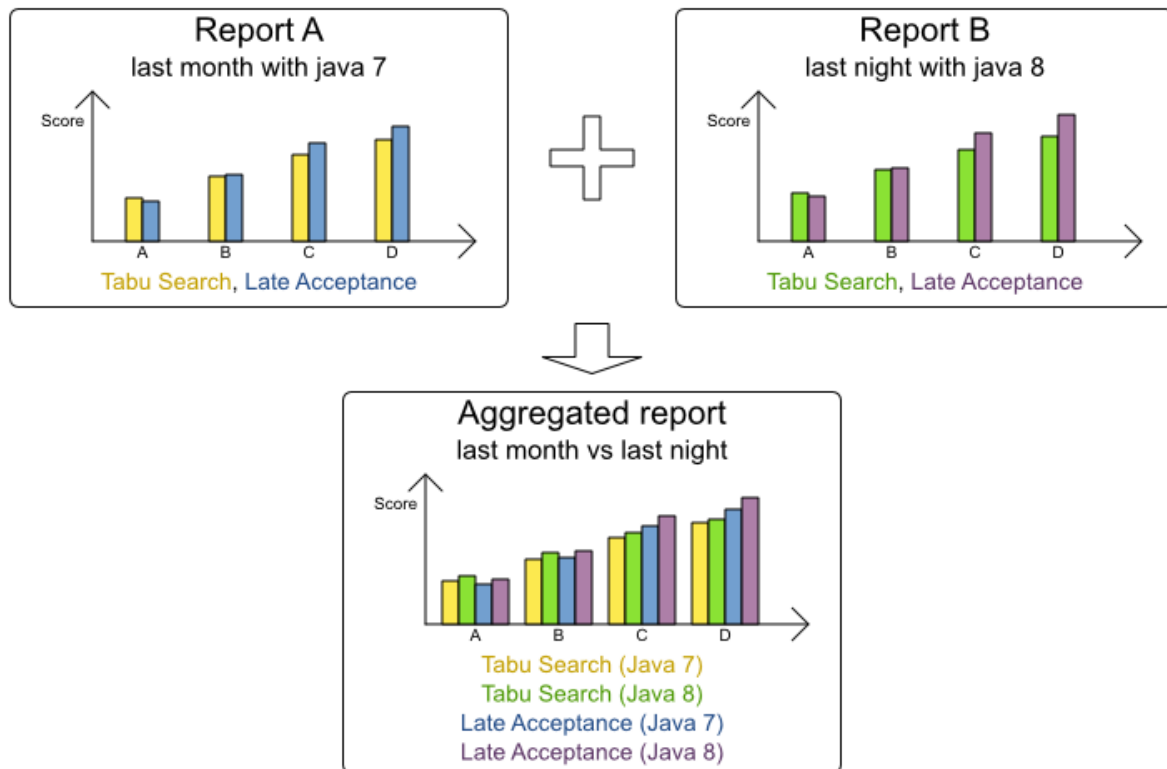 Report A
last month with java 7
Score
A B C D
Tabu Search, Late Acceptance
Report B
last night with java 8
Score
A B C D
Tabu Search, Late Acceptance
Aggregated report
last month vs last night
Score
A B C D
Tabu Search (Java 7)
Tabu Search (Java 8)
Late Acceptance (Java 7)
Late Acceptance (Java 8)